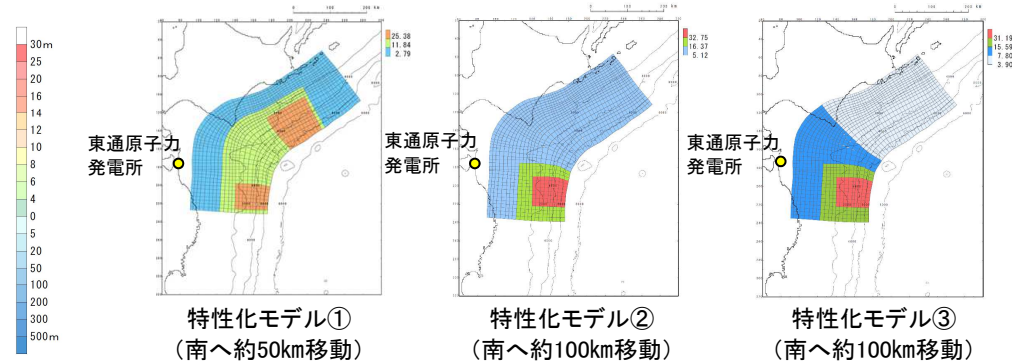 30m
25
20
16
14
12
10
8
6
4
0
5
20
50
100
200
300
500m
25.38
11.84
2.79
東通原子力
発電所
特性化モデル①
(南へ約50km移動)
32.75
16.37
5.12
東通原子力
発電所
特性化モデル②
(南へ約100km移動)
31.19
15.59
7.80
3.90
東通原子力
発電所
特性化モデル③
(南へ約100km移動)